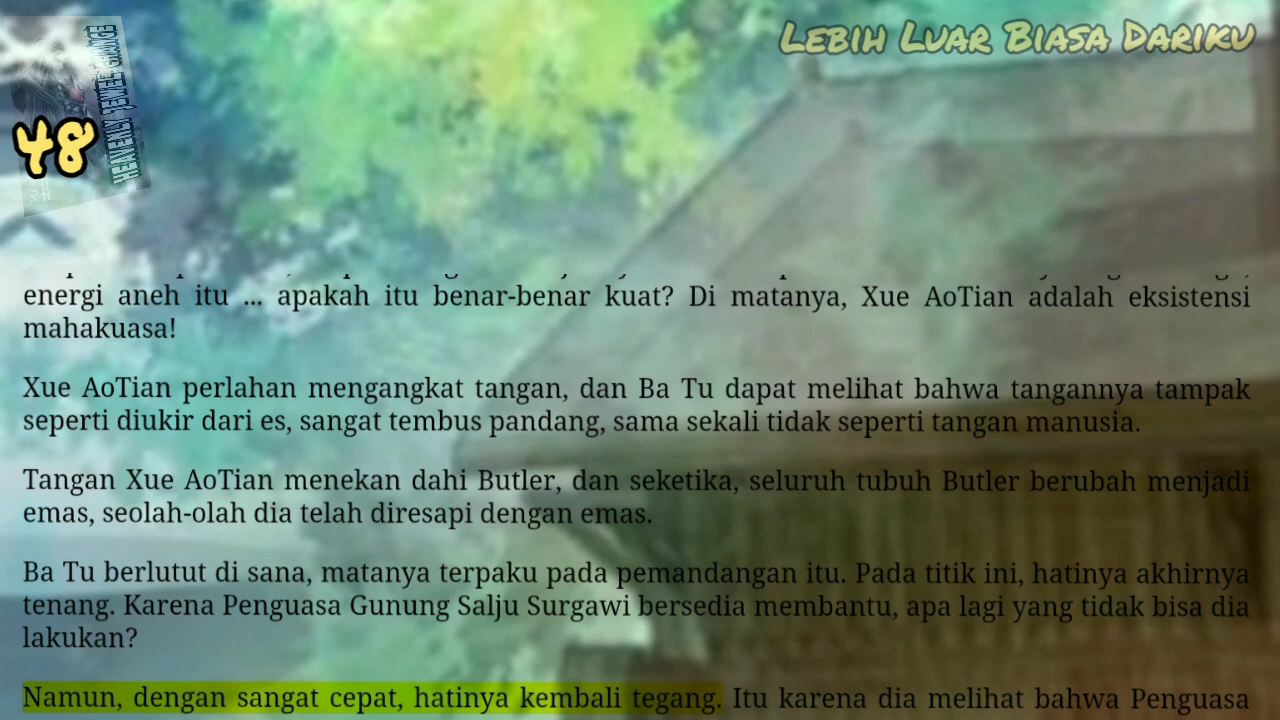 LEBIH LUAR BIASA DARIKU
HEAVENLY JEWEL CHANGE
48
energi aneh itu ... apakah itu benar-benar kuat? Di matanya, Xue AoTian adalah eksistensi
mahakuasa!
Xue AoTian perlahan mengangkat tangan, dan Ba Tu dapat melihat bahwa tangannya tampak
seperti diukir dari es, sangat tembus pandang, sama sekali tidak seperti tangan manusia.
Tangan Xue AoTian menekan dahi Butler, dan seketika, seluruh tubuh Butler berubah menjadi
emas, seolah-olah dia telah diresapi dengan emas.
Ba Tu berlutut di sana, matanya terpaku pada pemandangan itu. Pada titik ini, hatinya akhirnya
tenang. Karena Penguasa Gunung Salju Surgawi bersedia membantu, apa lagi yang tidak bisa dia
lakukan?
Namun, dengan sangat cepat, hatinya kembali tegang. Itu karena dia melihat bahwa Penguasa